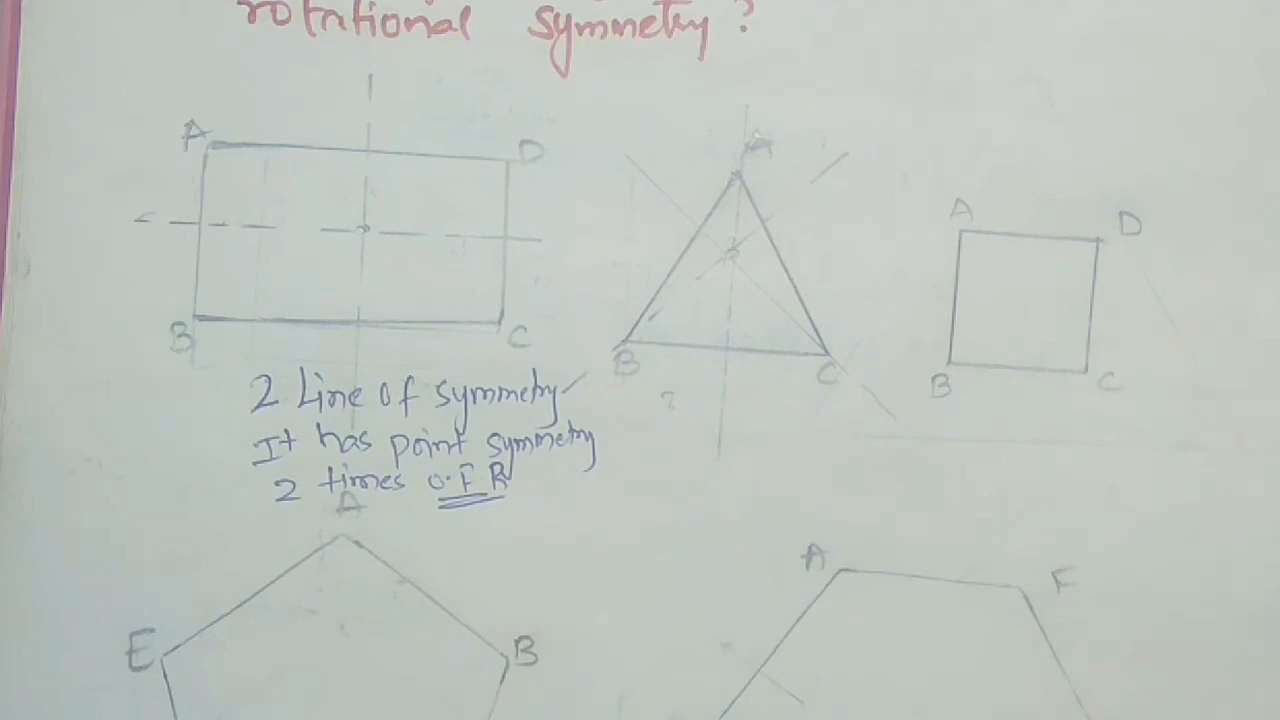 rotational symmetry?
A D
B C
A
B C
A D
B C
2 Line of symmetry
It has point symmetry
2 times O.F R
A
E B
A F